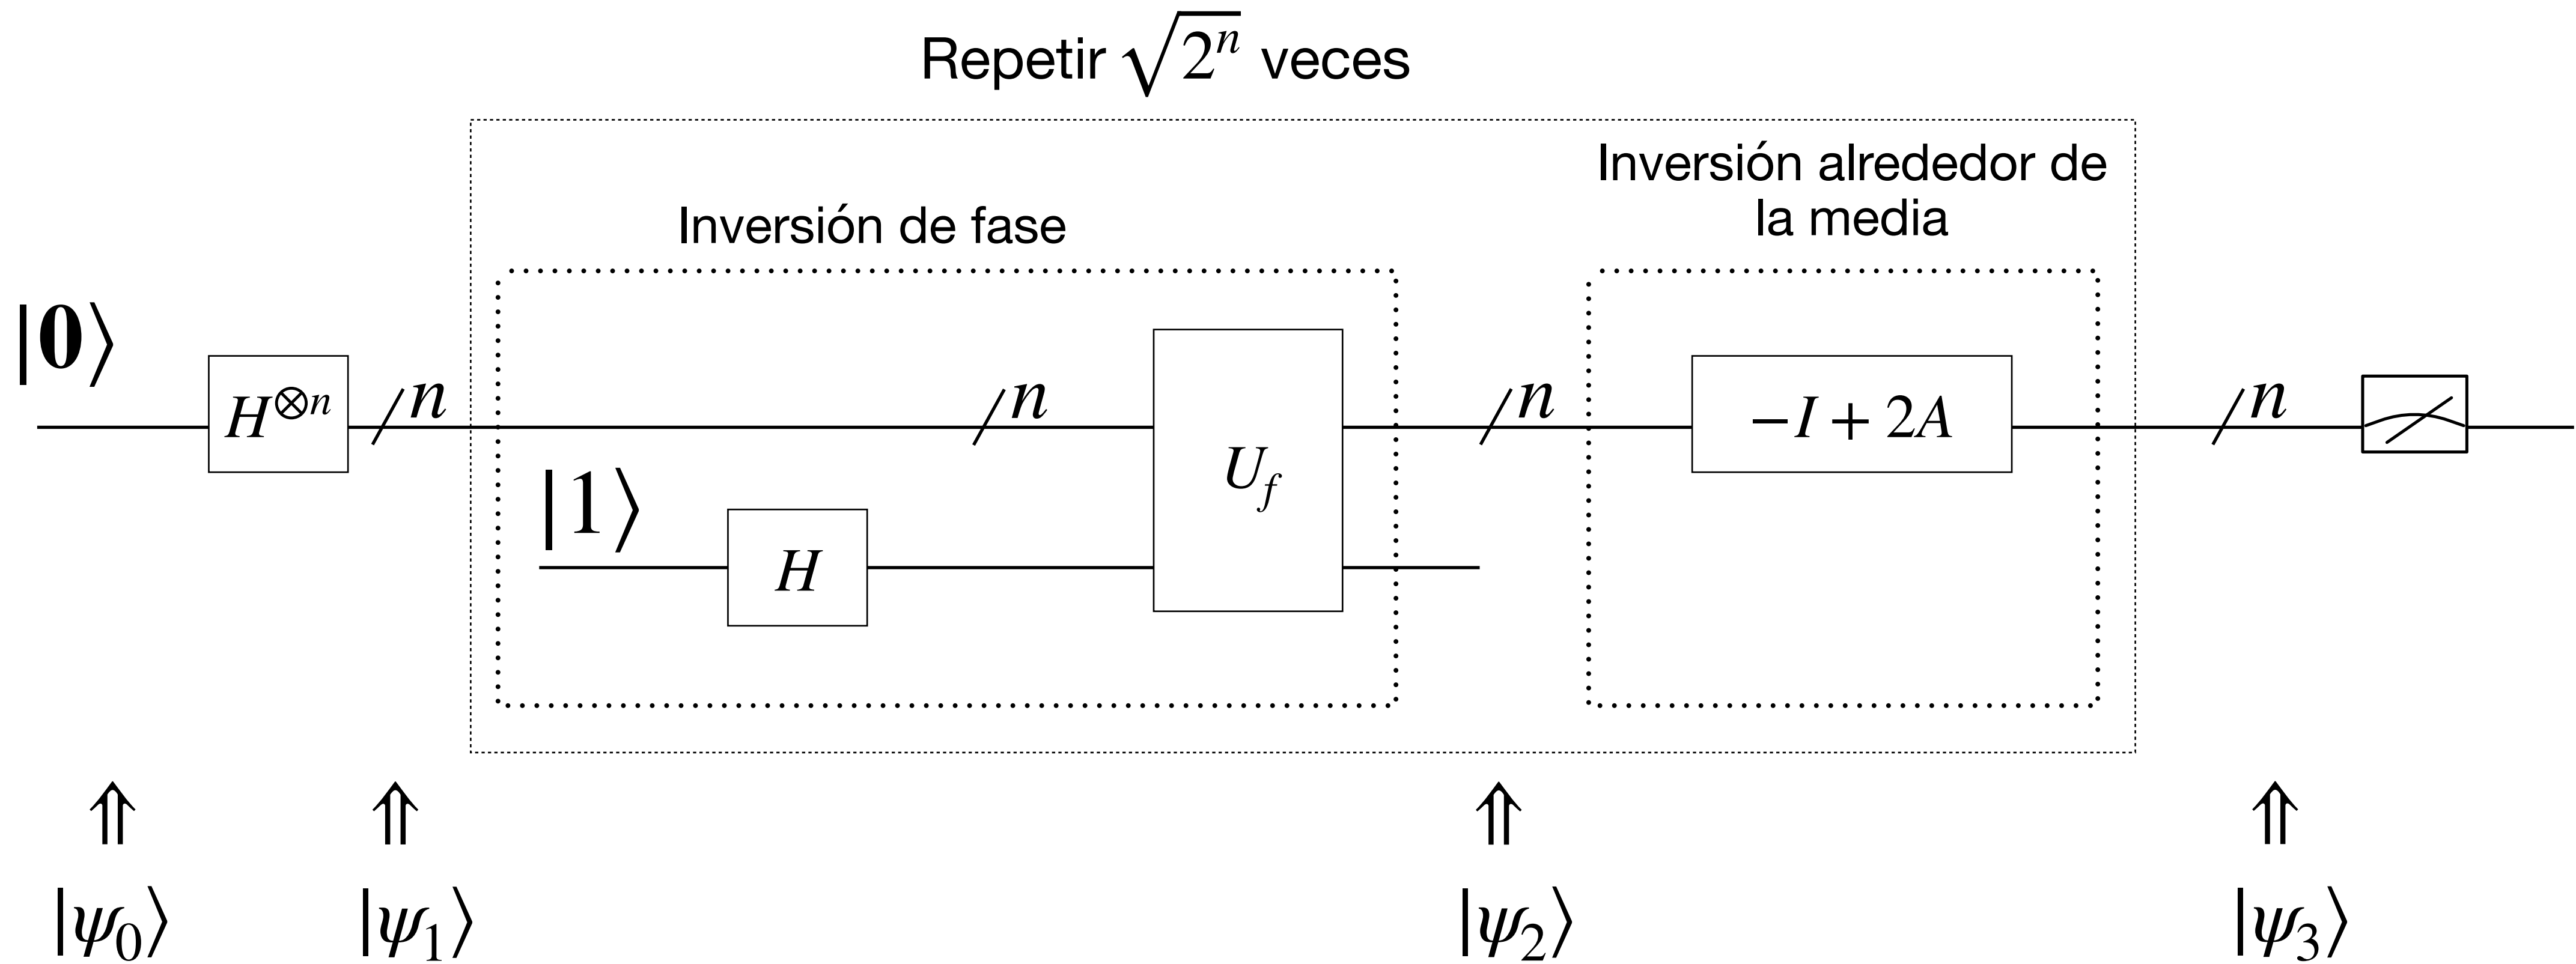 Repetir √2ⁿ veces
Inversión alrededor de
la media
Inversión de fase
|0⟩
H⊗n
n
n
n
n
−I + 2A
U_f
|1⟩
H
|ψ₀⟩
|ψ₁⟩
|ψ₂⟩
|ψ₃⟩